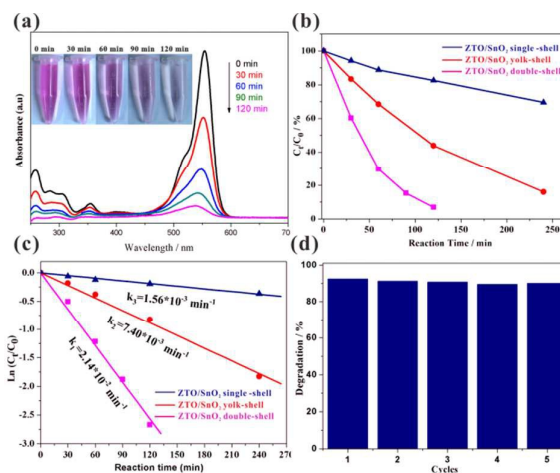 (a)
0 min 30 min 60 min 90 min 120 min
0 min
30 min
60 min
90 min
120 min
Absorbance (a.u)
300 400 500 600 700
Wavelength / nm
(b)
ZTO/SnO2 single-shell
ZTO/SnO2 yolk-shell
ZTO/SnO2 double-shell
Ct/C0 / %
100
80
60
40
20
0
0 50 100 150 200 250
Reaction Time / min
(c)
k3=1.56*10-3 min-1
k2=7.40*10-3 min-1
k1=2.14*10-2 min-1
ZTO/SnO2 single-shell
ZTO/SnO2 yolk-shell
ZTO/SnO2 double-shell
Ln (Ct/C0)
0.0
-0.5
-1.0
-1.5
-2.0
-2.5
-3.0
0 30 60 90 120 150 180 210 240
Reaction time (min)
(d)
Degradation / %
100
80
60
40
20
0
1 2 3 4 5
Cycles